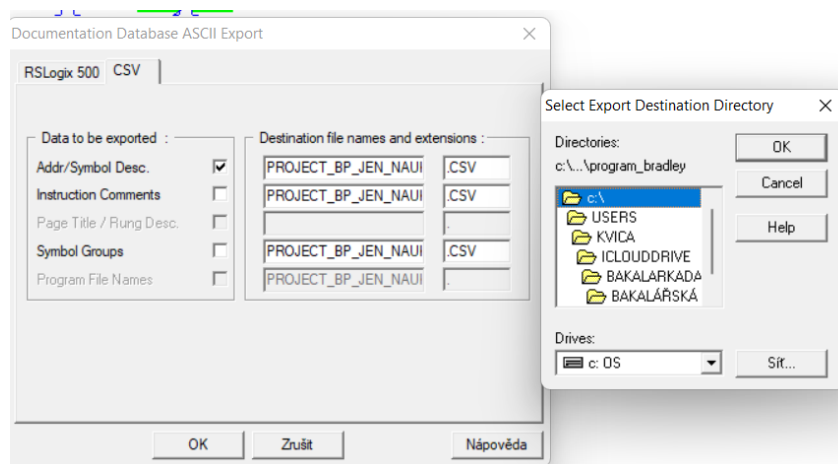 Documentation Database ASCII Export
RSLogix 500 CSV
Data to be exported :
Destination file names and extensions :
Addr/Symbol Desc.
PROJECT_BP_JEN_NAUI .CSV
Instruction Comments
PROJECT_BP_JEN_NAUI .CSV
Page Title / Rung Desc.
.
Symbol Groups
PROJECT_BP_JEN_NAUI .CSV
Program File Names
PROJECT_BP_JEN_NAUI .
OK Zrušit Nápověda
Select Export Destination Directory
Directories:
c:\...\program_bradley
c:\
USERS
KVICA
ICLOUDDRIVE
BAKALARKADA
BAKALÁŘSKÁ
OK
Cancel
Help
Drives:
c: OS
Síť...